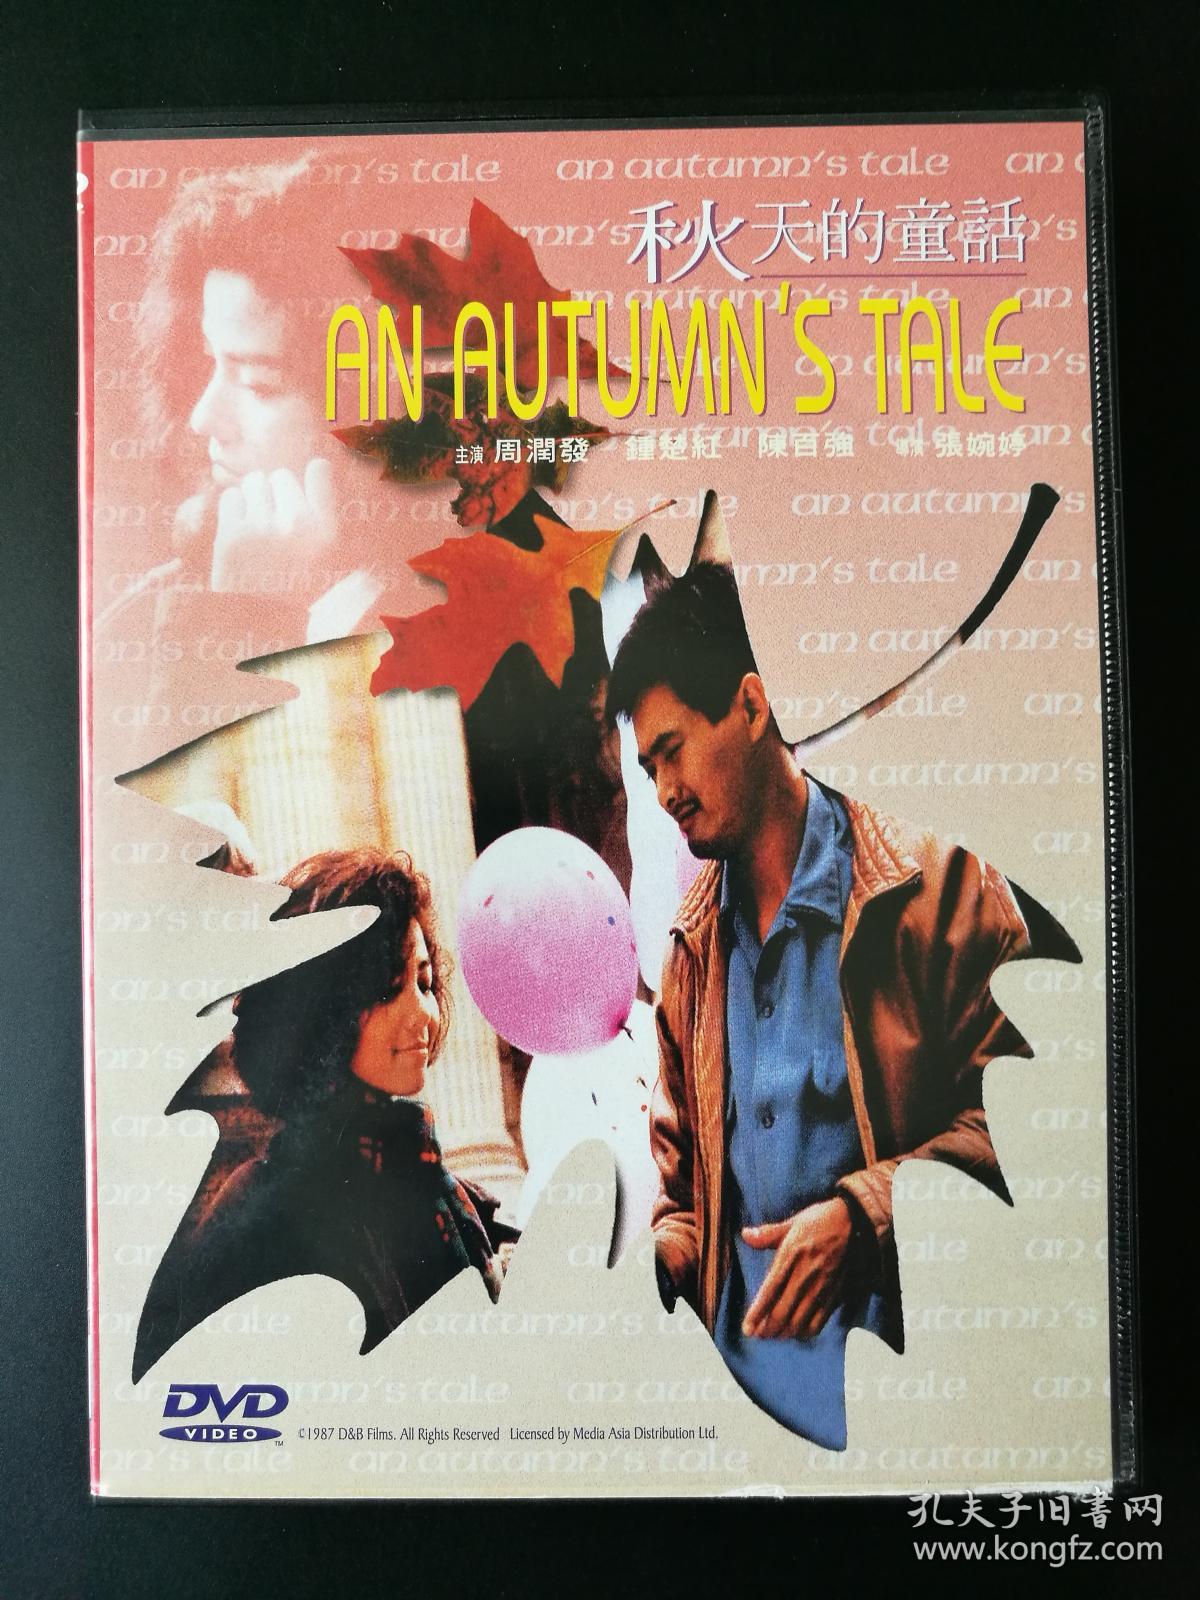 秋天的童話
AN AUTUMN'S TALE
主演 周潤發 鍾楚紅 陳百強 導演 張婉婷
an autumn's tale an autumn's tale an
DVD
VIDEO
TM
©1987 D&B Films. All Rights Reserved Licensed by Media Asia Distribution Ltd.
孔夫子旧书网
www.kongfz.com